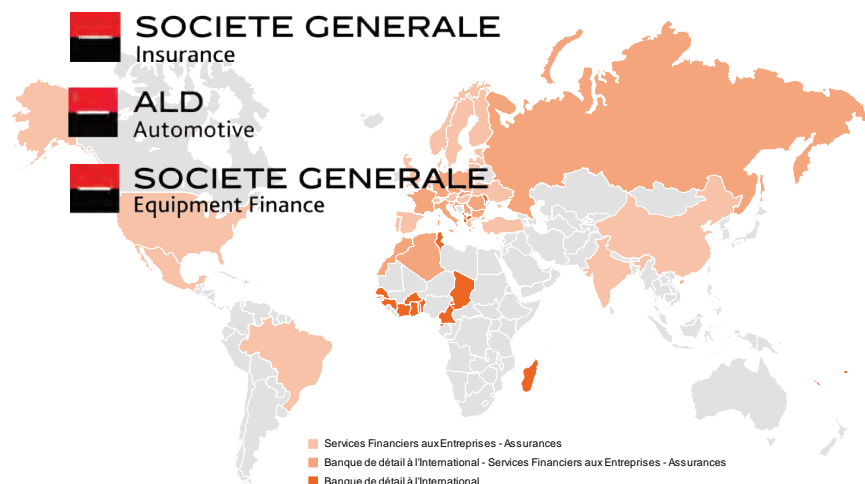 SOCIETE GENERALE
Insurance
ALD
Automotive
SOCIETE GENERALE
Equipment Finance
Services Financiers aux Entreprises - Assurances
Banque de détail à l'International - Services Financiers aux Entreprises - Assurances
Banque de détail à l'International